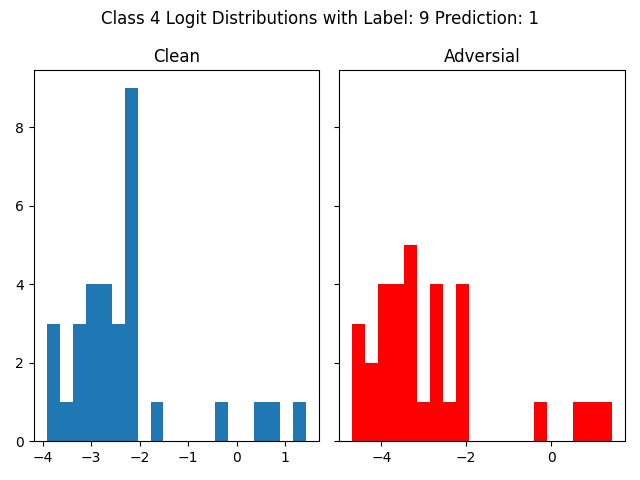 Class 4 Logit Distributions with Label: 9 Prediction: 1
Clean
Adversial
8
6
4
2
0
−4 −3 −2 −1 0 1
−4 −2 0